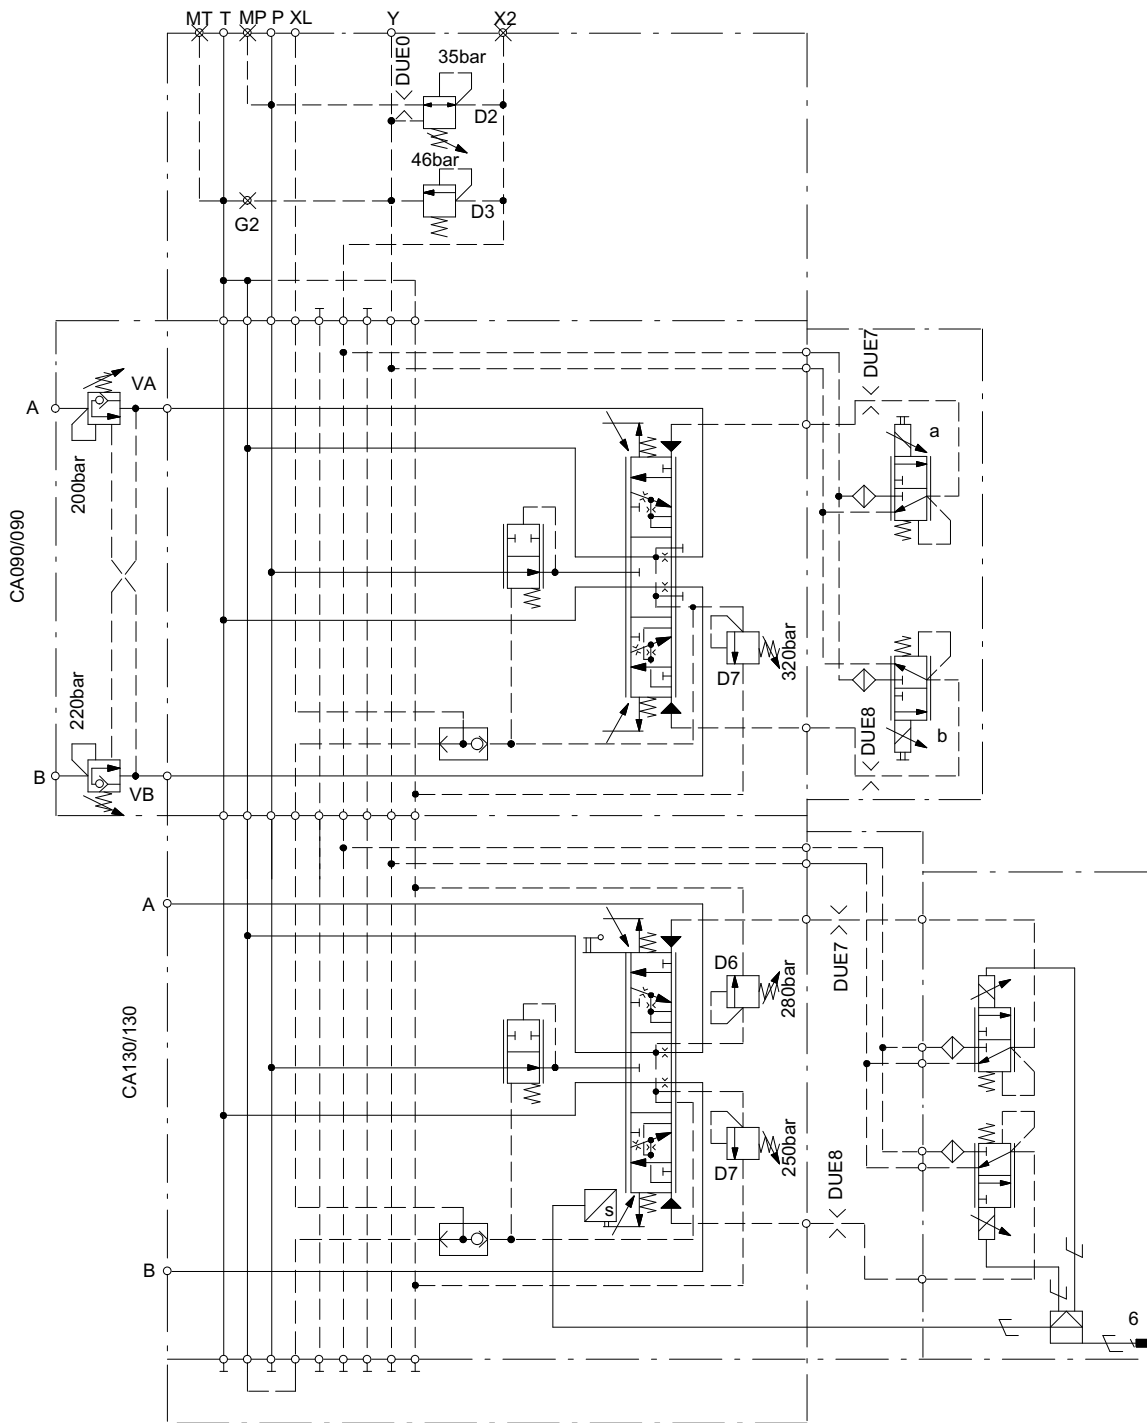 MT T MP P XL Y X2
DUE0
35bar
D2
46bar
D3
G2
DUE7
A
VA
a
200bar
CA090/090
220bar
D7
320bar
DUE8
b
B
VB
A
DUE7
D6
280bar
CA130/130
D7
250bar
DUE8
s
B
6